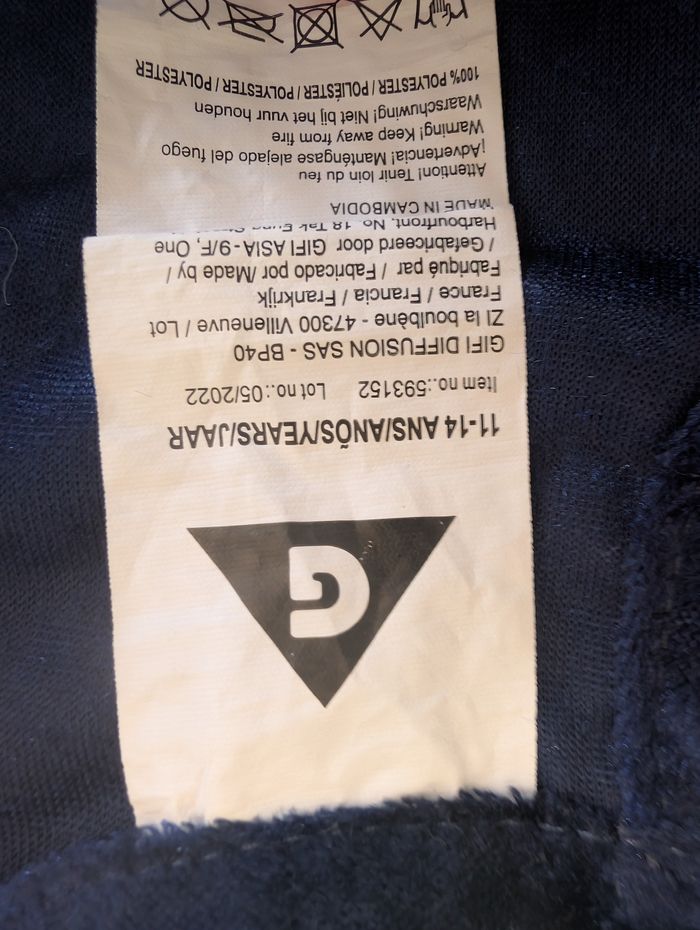 G
11-14 ANS/ANÕS/YEARS/JAAR
Item no.:593152 Lot no.:05/2022
GIFI DIFFUSION SAS - BP40
ZI la boulbène - 47300 Villeneuve / Lot /
France / Francia / Frankrijk
Fabriqué par / Fabricado por /Made by /
/ Gefabriceerd door GIFI ASIA - 9/F, One
Harbourfront, No. 18 Tak Fung
MADE IN CAMBODIA
Attention! Tenir loin du feu
¡Advertencia! Manténgase alejado del fuego
Warning! Keep away from fire
Waarschuwing! Niet bij het vuur houden
100% POLYESTER / POLIÉSTER / POLYESTER / POLYESTER